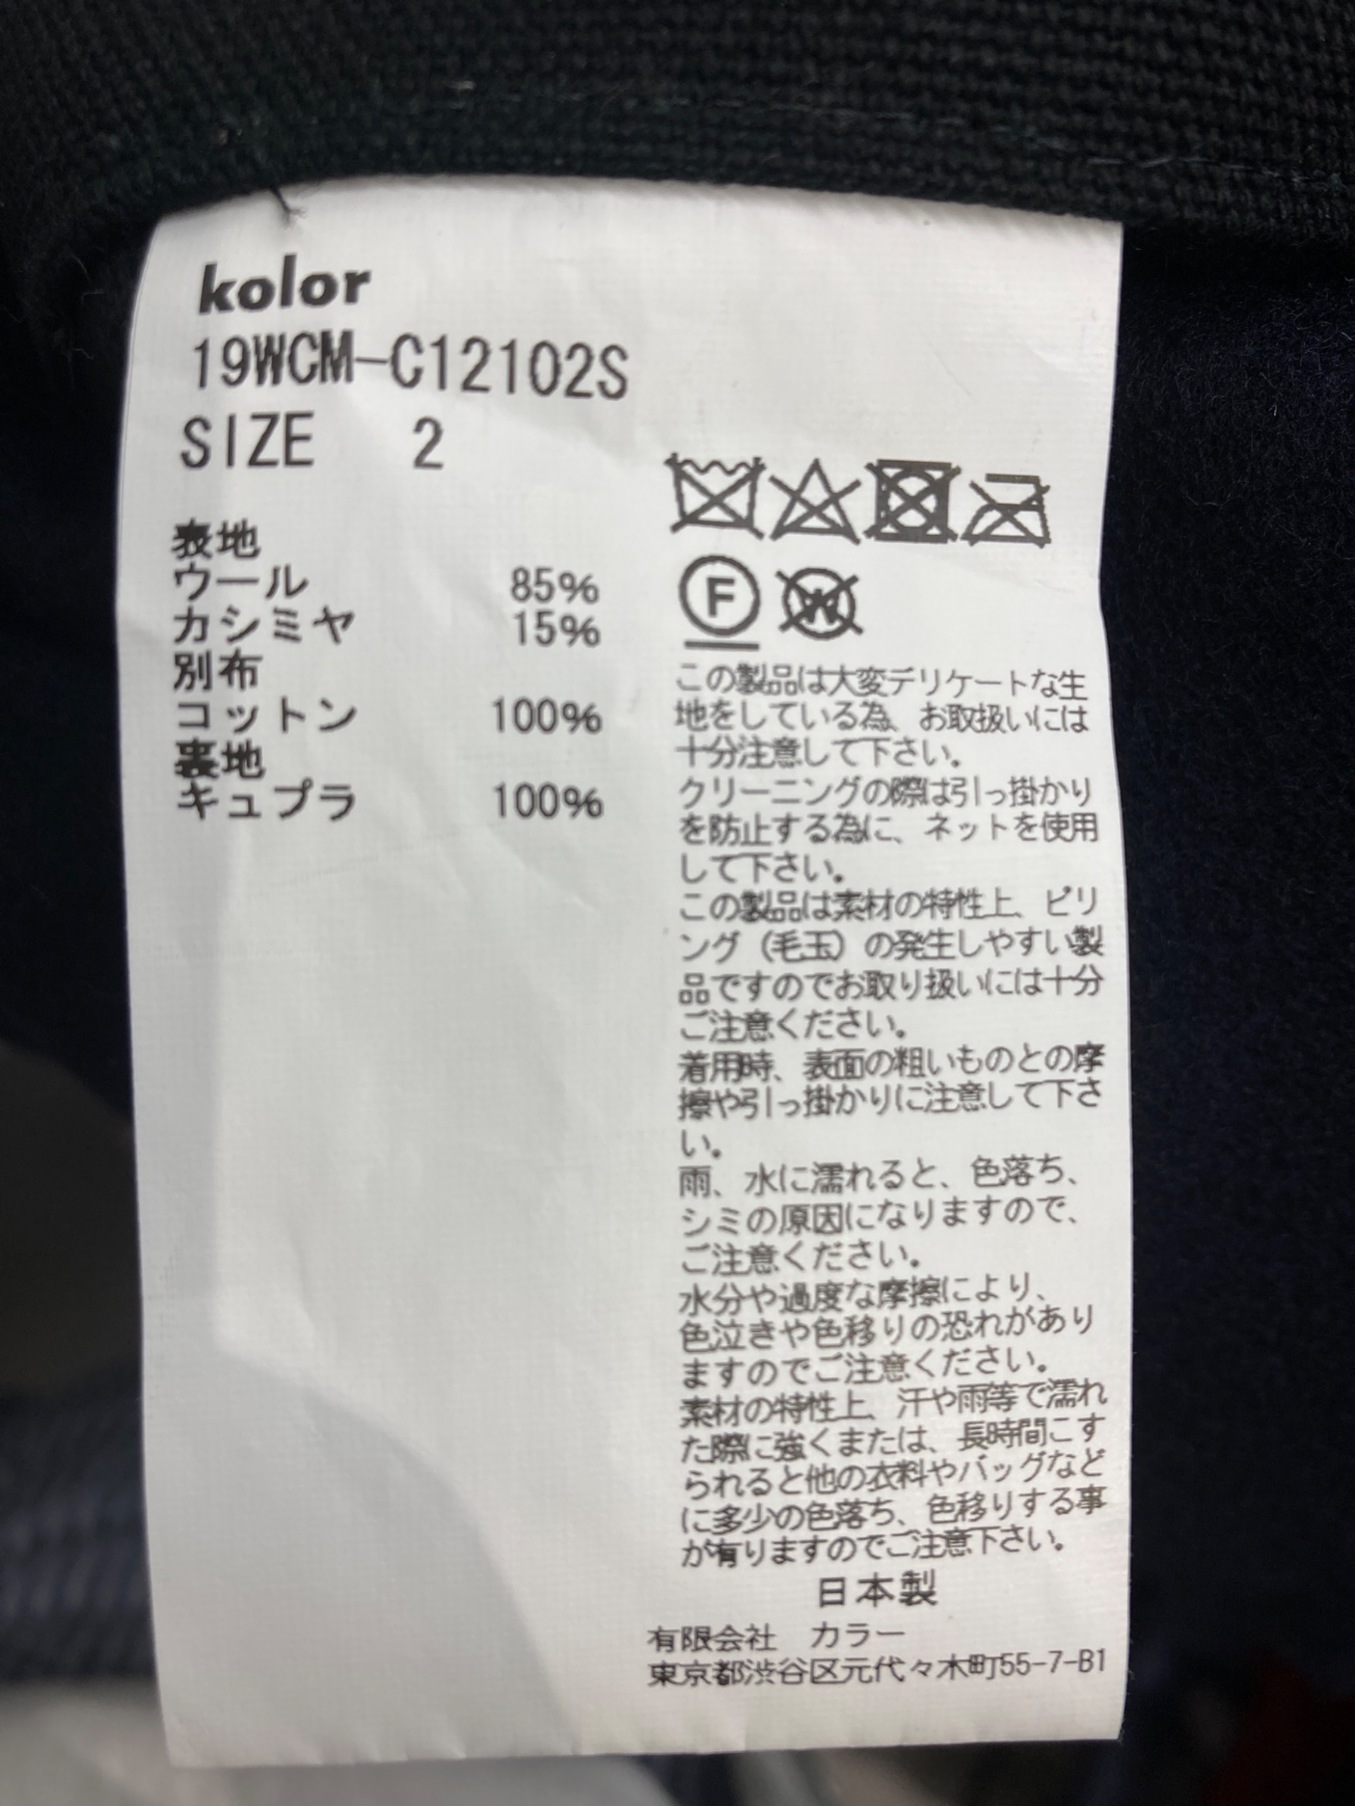 kolor
19WCM-C12102S
SIZE 2
表地
ウール 85%
カシミヤ 15%
別布
コットン 100%
裏地
キュプラ 100%
F W
この製品は大変デリケートな生
地をしている為、お取扱いには
十分注意して下さい。
クリーニングの際は引っ掛かり
を防止する為に、ネットを使用
して下さい。
この製品は素材の特性上、ピリ
ング（毛玉）の発生しやすい製
品ですのでお取り扱いには十分
ご注意ください。
着用時、表面の粗いものとの摩
擦や引っ掛かりに注意して下さ
い。
雨、水に濡れると、色落ち、
シミの原因になりますので、
ご注意ください。
水分や過度な摩擦により、
色泣きや色移りの恐れがあり
ますのでご注意ください。
素材の特性上、汗や雨等で濡れ
た際に強くまたは、長時間こす
られると他の衣料やバッグなど
に多少の色落ち、色移りする事
が有りますのでご注意下さい。
日本製
有限会社 カラー
東京都渋谷区元代々木町55-7-B1